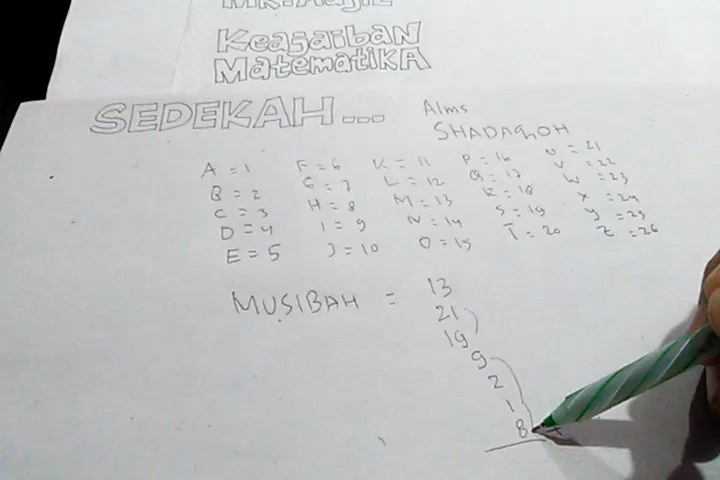 Keajaiban
Matematika
SEDEKAH...
Alms
SHADAQOH
A = 1 F = 6 K = 11 P = 16 U = 21
B = 2 G = 7 L = 12 Q = 17 V = 22
C = 3 H = 8 M = 13 R = 18 W = 23
D = 4 I = 9 N = 14 S = 19 X = 24
E = 5 J = 10 O = 15 T = 20 Y = 25 Z = 26
MUSIBAH = 13
21
19
9
2
1
8 +